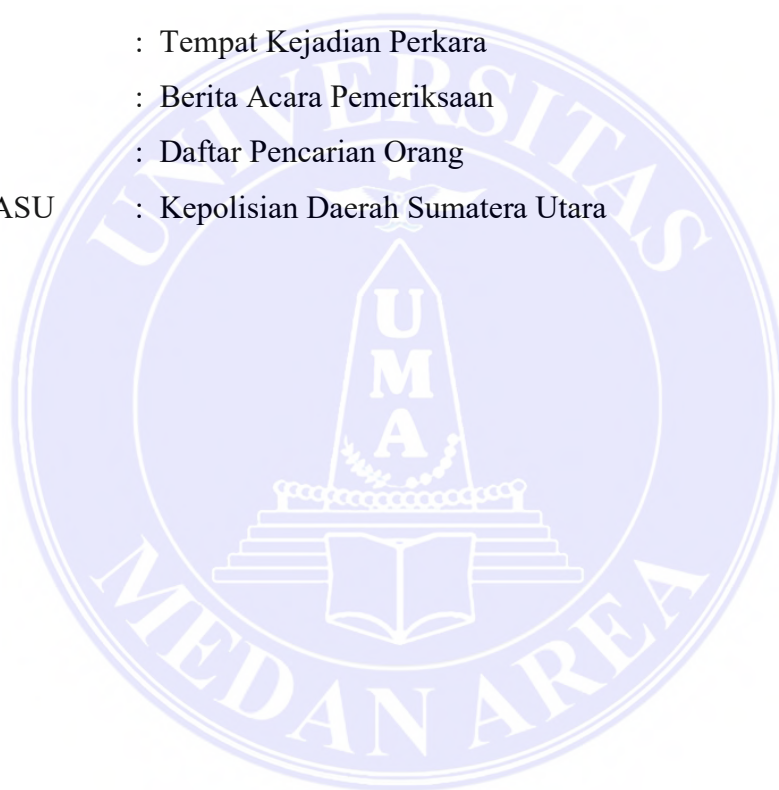 : Tempat Kejadian Perkara
: Berita Acara Pemeriksaan
: Daftar Pencarian Orang
ASU : Kepolisian Daerah Sumatera Utara
UNIVERSITAS
UMA
MEDAN AREA